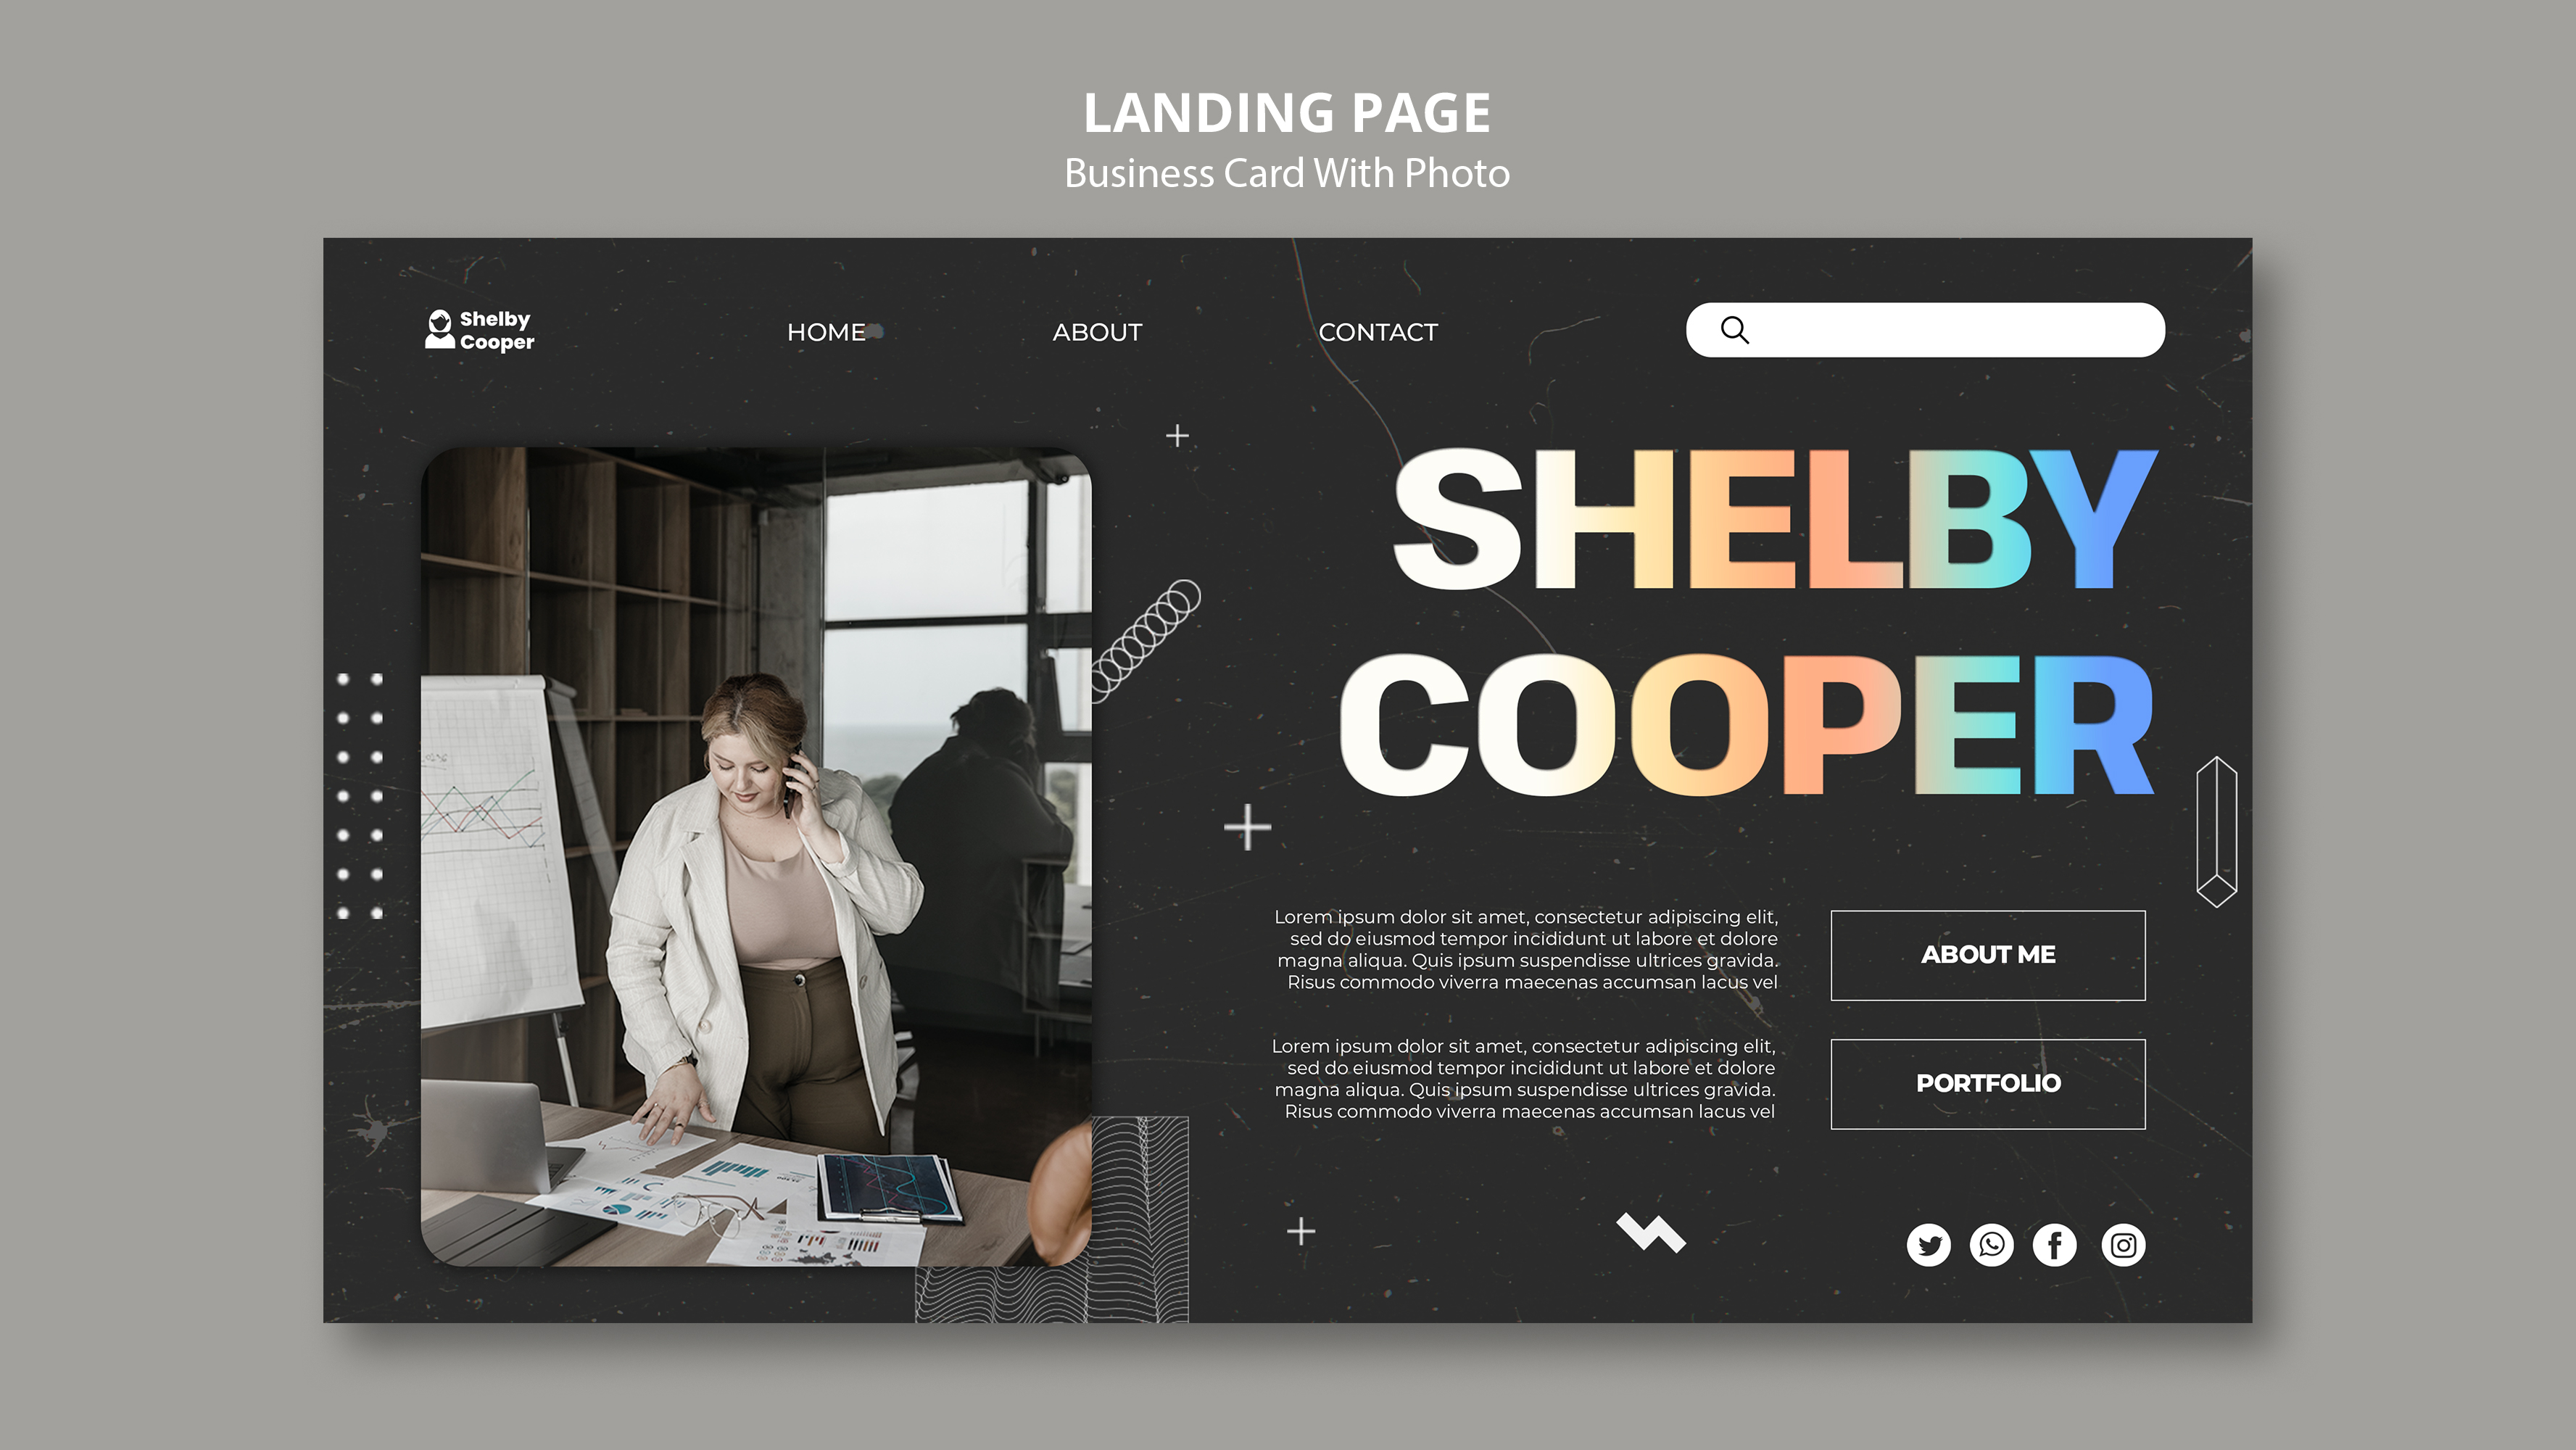 LANDING PAGE
Business Card With Photo
Shelby
Cooper
HOME
ABOUT
CONTACT
SHELBY
COOPER
Lorem ipsum dolor sit amet, consectetur adipiscing elit,
sed do eiusmod tempor incididunt ut labore et dolore
magna aliqua. Quis ipsum suspendisse ultrices gravida.
Risus commodo viverra maecenas accumsan lacus vel
ABOUT ME
Lorem ipsum dolor sit amet, consectetur adipiscing elit,
sed do eiusmod tempor incididunt ut labore et dolore
magna aliqua. Quis ipsum suspendisse ultrices gravida.
Risus commodo viverra maecenas accumsan lacus vel
PORTFOLIO